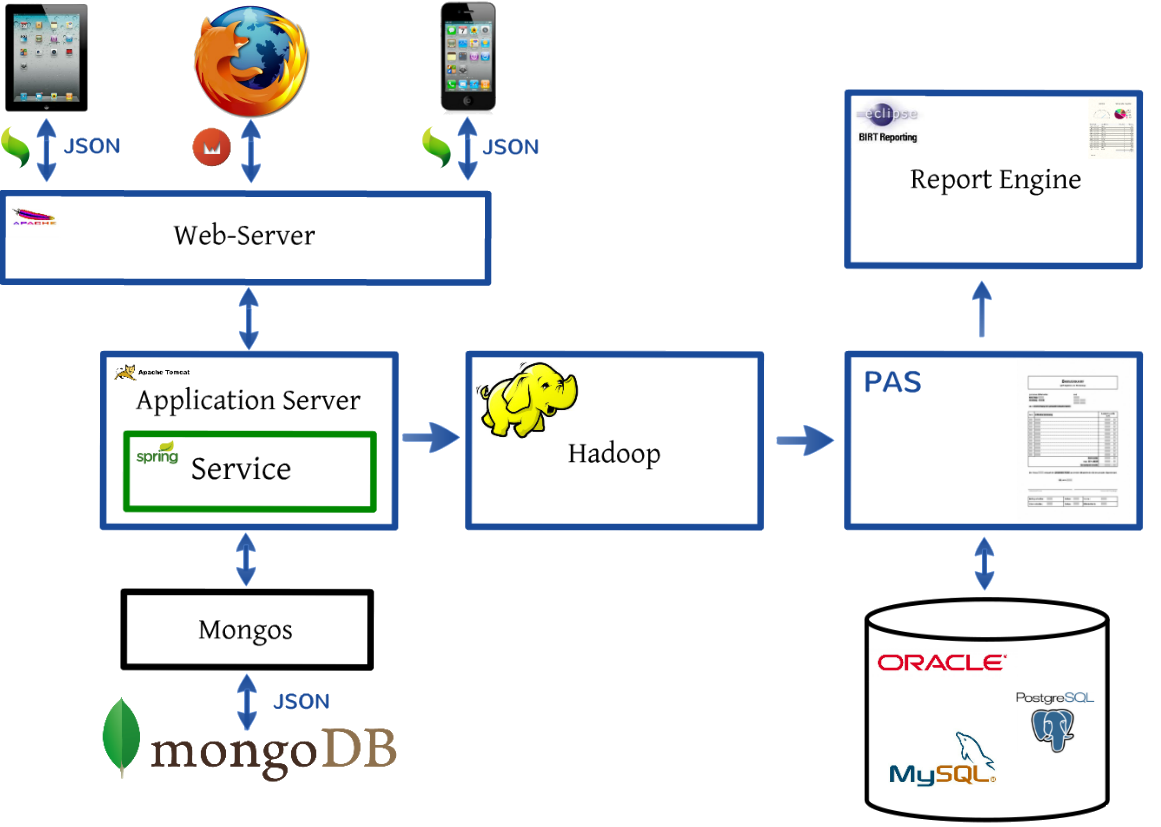 JSON
JSON
APACHE
Web-Server
Apache Tomcat
Application Server
spring
Service
Mongos
JSON
mongoDB
Hadoop
eclipse
BIRT Reporting
Report Engine
PAS
ORACLE
PostgreSQL
MySQL